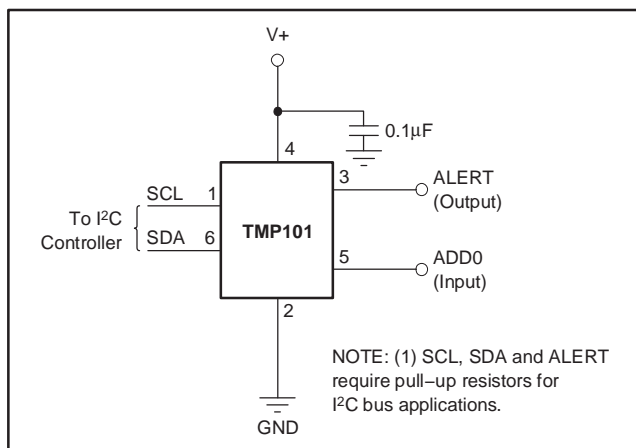 V+
0.1μF
4
SCL 1
3 ALERT
(Output)
To I²C
Controller
TMP101
SDA 6
5 ADD0
(Input)
2
NOTE: (1) SCL, SDA and ALERT
require pull−up resistors for
I²C bus applications.
GND